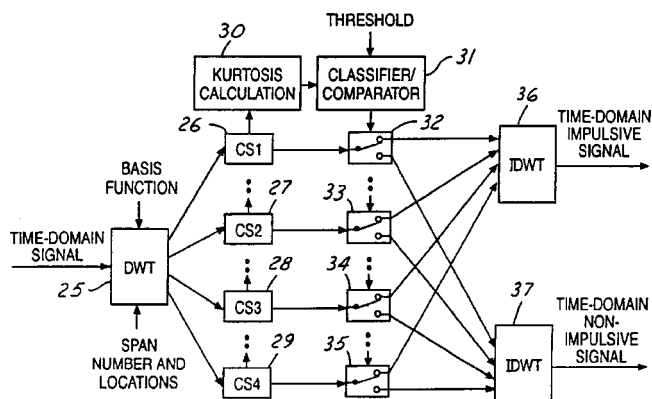 THRESHOLD
30
31
KURTOSIS
CALCULATION
CLASSIFIER/
COMPARATOR
26
32
36
TIME-DOMAIN
IMPULSIVE
SIGNAL
CS1
IDWT
BASIS
FUNCTION
27
33
CS2
TIME-DOMAIN
SIGNAL
DWT
25
28
34
CS3
37
TIME-DOMAIN
NON-
IMPULSIVE
SIGNAL
SPAN
NUMBER AND
LOCATIONS
29
35
CS4
IDWT